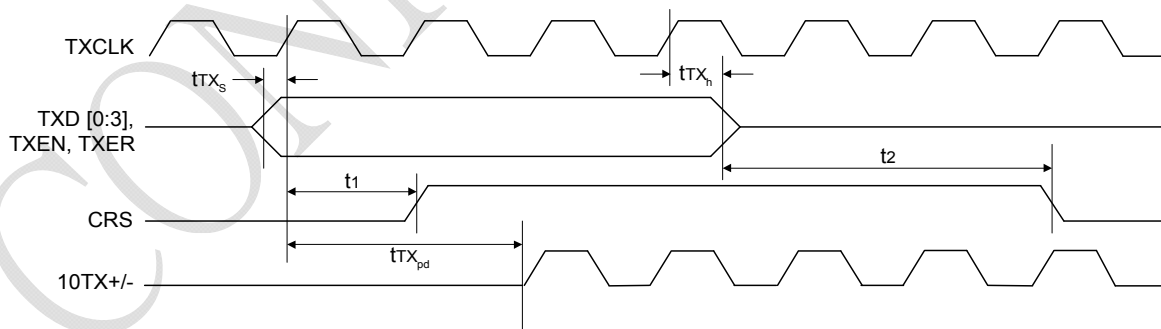 TXCLK
tTXs
tTXh
TXD [0:3],
TXEN, TXER
t2
t1
CRS
tTXpd
10TX+/-